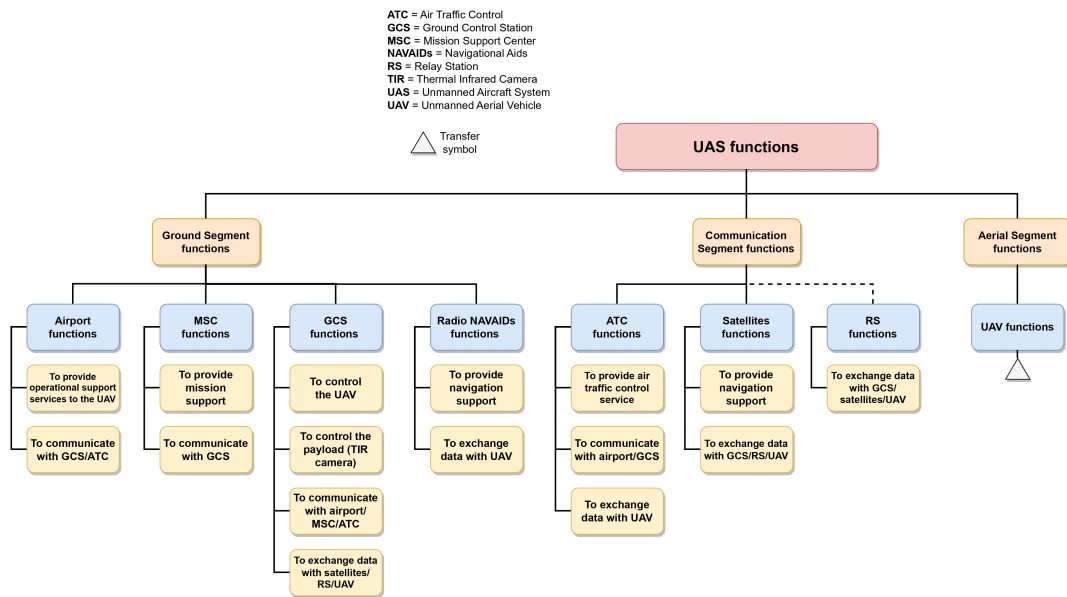 ATC = Air Traffic Control
GCS = Ground Control Station
MSC = Mission Support Center
NAVAIDs = Navigational Aids
RS = Relay Station
TIR = Thermal Infrared Camera
UAS = Unmanned Aircraft System
UAV = Unmanned Aerial Vehicle
Transfer
symbol
UAS functions
Ground Segment
functions
Communication
Segment functions
Aerial Segment
functions
Airport
functions
MSC
functions
GCS
functions
Radio NAVAIDs
functions
ATC
functions
Satellites
functions
RS
functions
UAV functions
To provide
operational support
services to the UAV
To provide
mission
support
To control
the UAV
To provide
navigation
support
To provide air
traffic control
service
To provide
navigation
support
To exchange data
with GCS/
satellites/UAV
To communicate
with GCS/ATC
To communicate
with GCS
To control the
payload (TIR
camera)
To exchange
data with UAV
To communicate
with airport/GCS
To exchange data
with GCS/RS/UAV
To communicate
with airport/
MSC/ATC
To exchange
data with UAV
To exchange data
with satellites/
RS/UAV